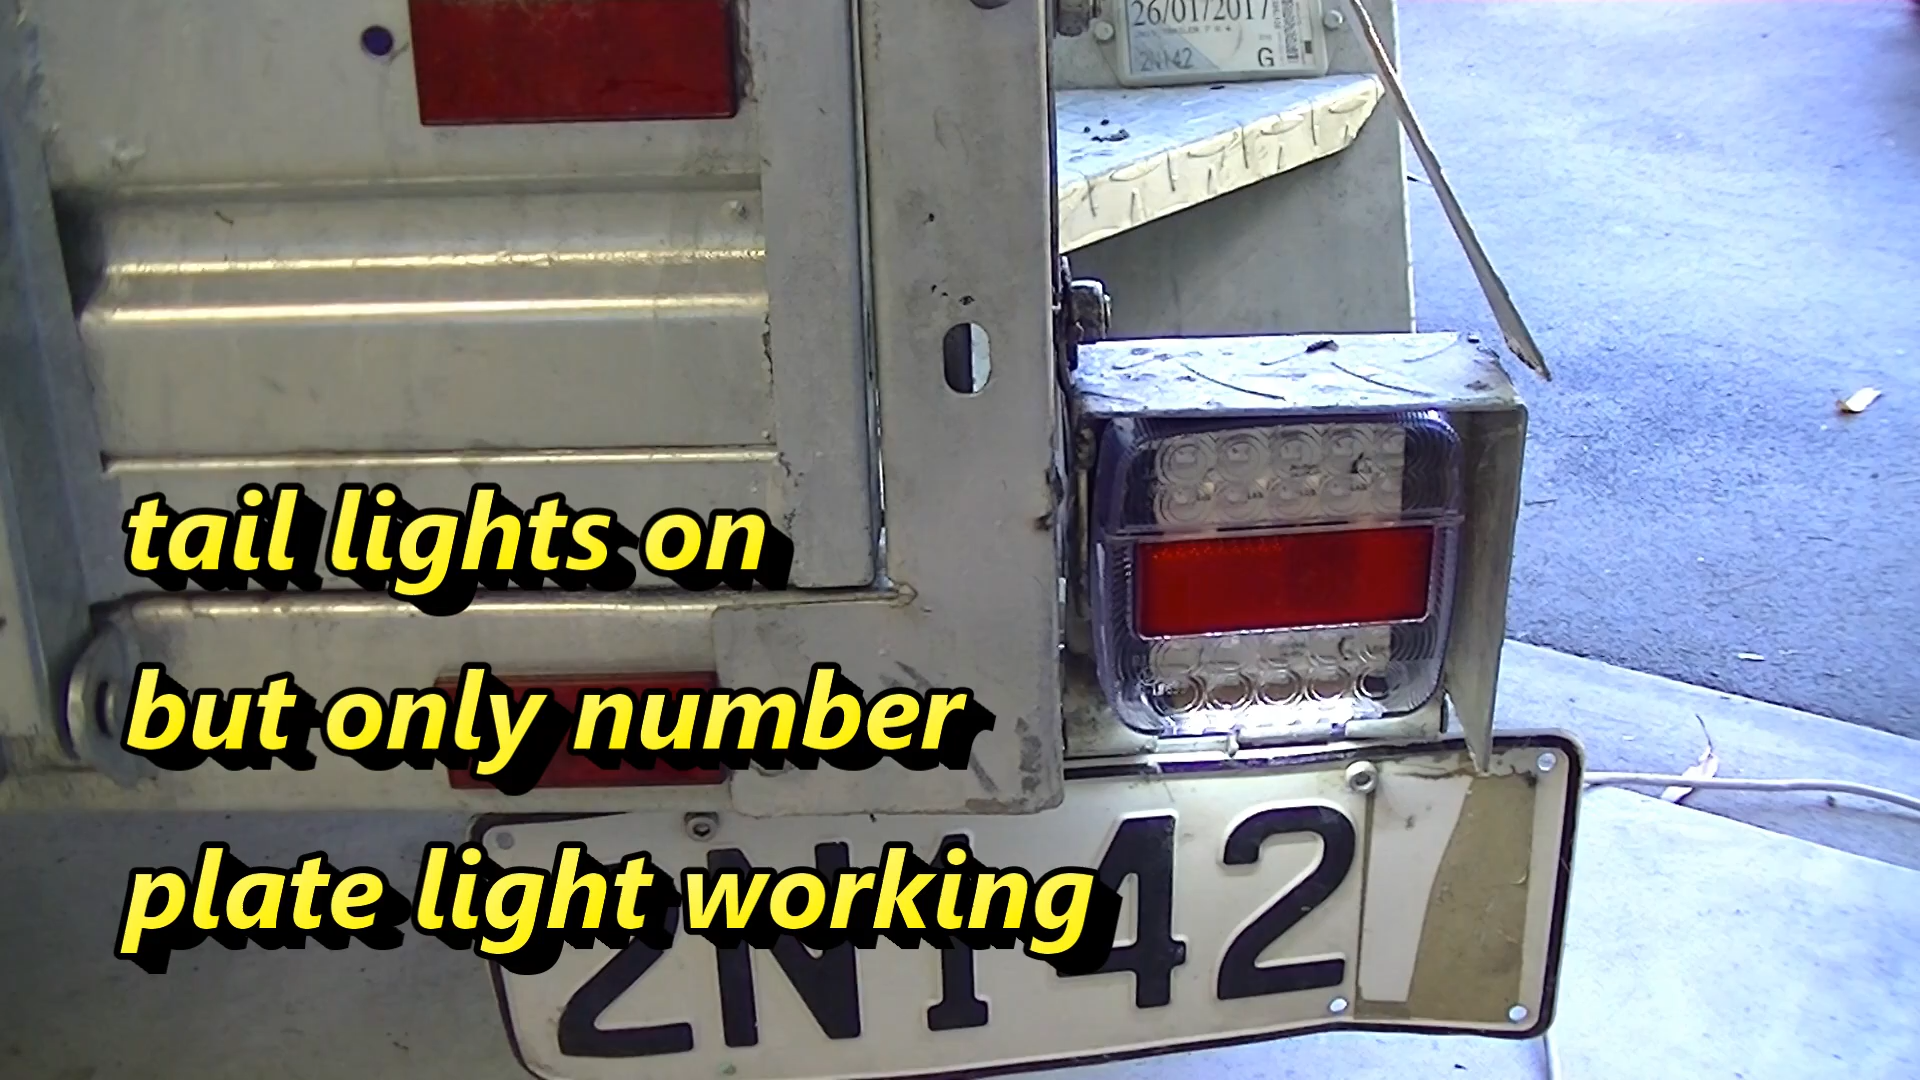 26/01/2017
2N142 G
tail lights on
but only number
plate light working
2N142